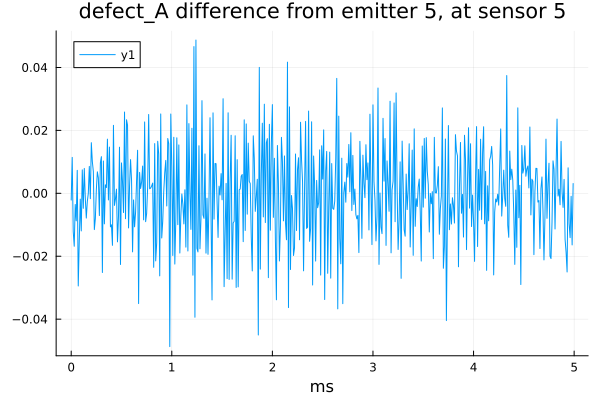 defect_A difference from emitter 5, at sensor 5
y1
0.04
0.02
0.00
−0.02
−0.04
0 1 2 3 4 5
ms